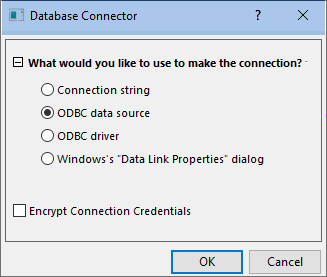 Database Connector
?
What would you like to use to make the connection?
Connection string
ODBC data source
ODBC driver
Windows's "Data Link Properties" dialog
Encrypt Connection Credentials
OK
Cancel